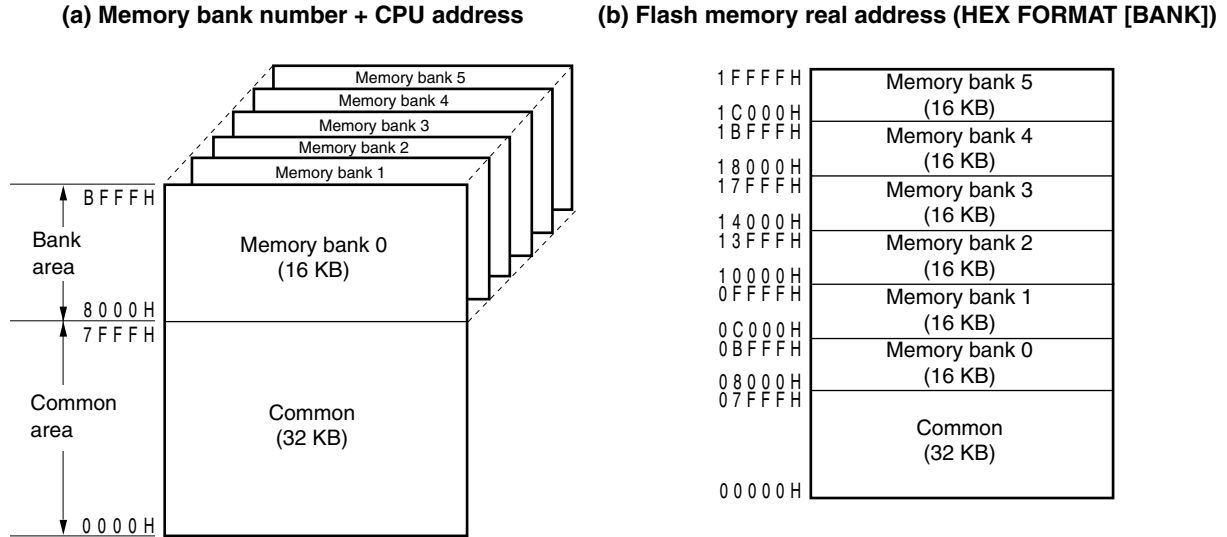 (a) Memory bank number + CPU address
Memory bank 5
Memory bank 4
Memory bank 3
Memory bank 2
Memory bank 1
BFFFH
Bank
area
Memory bank 0
(16 KB)
8000H
7FFFH
Common
area
Common
(32 KB)
0000H
(b) Flash memory real address (HEX FORMAT [BANK])
1FFFFH
Memory bank 5
(16 KB)
1C000H
1BFFFH
Memory bank 4
(16 KB)
18000H
17FFFH
Memory bank 3
(16 KB)
14000H
13FFFH
Memory bank 2
(16 KB)
10000H
0FFFFH
Memory bank 1
(16 KB)
0C000H
0BFFFH
Memory bank 0
(16 KB)
08000H
07FFFH
Common
(32 KB)
00000H